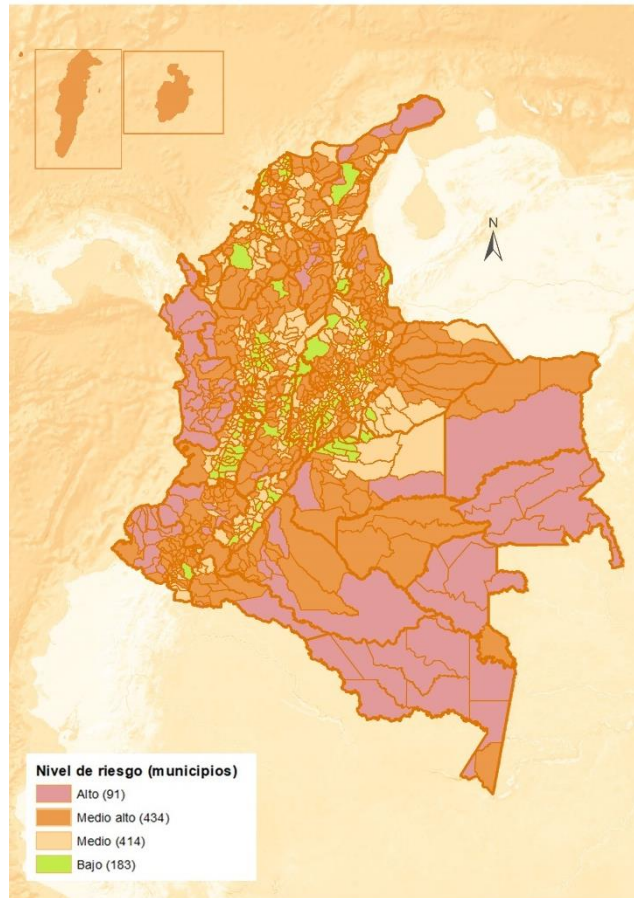 N
Nivel de riesgo (municipios)
Alto (91)
Medio alto (434)
Medio (414)
Bajo (183)